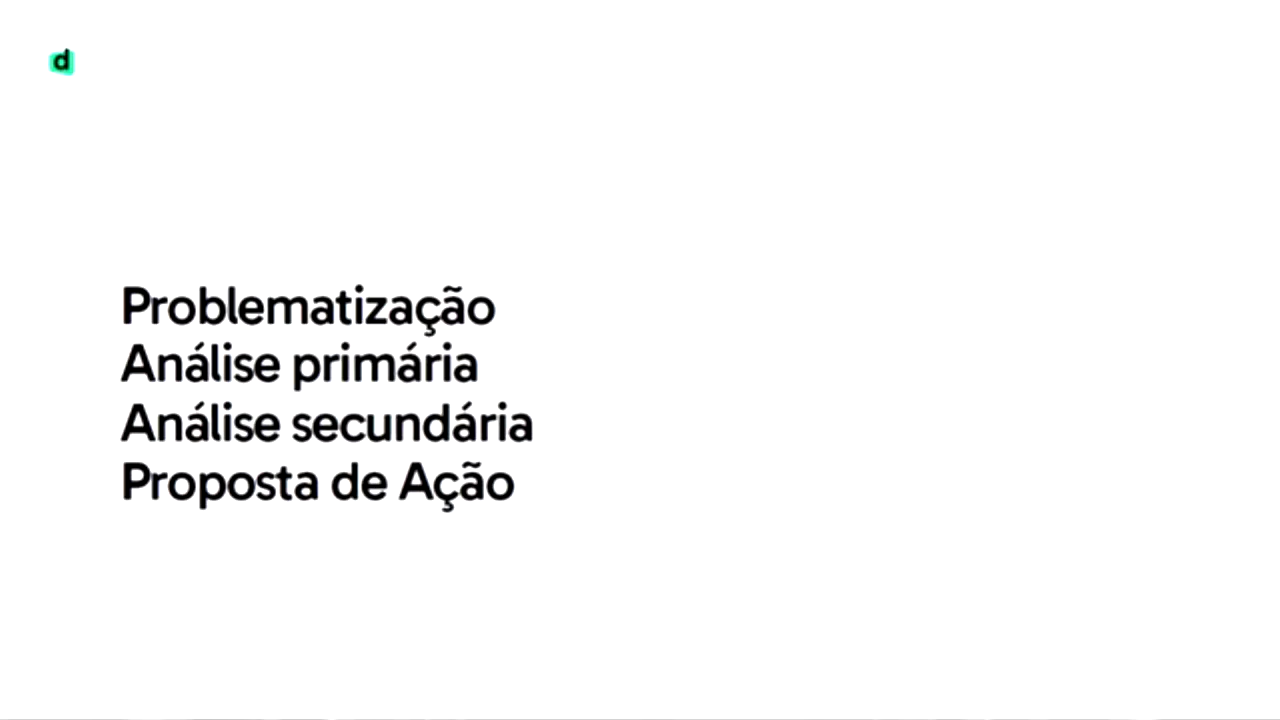 d
Problematização
Análise primária
Análise secundária
Proposta de Ação